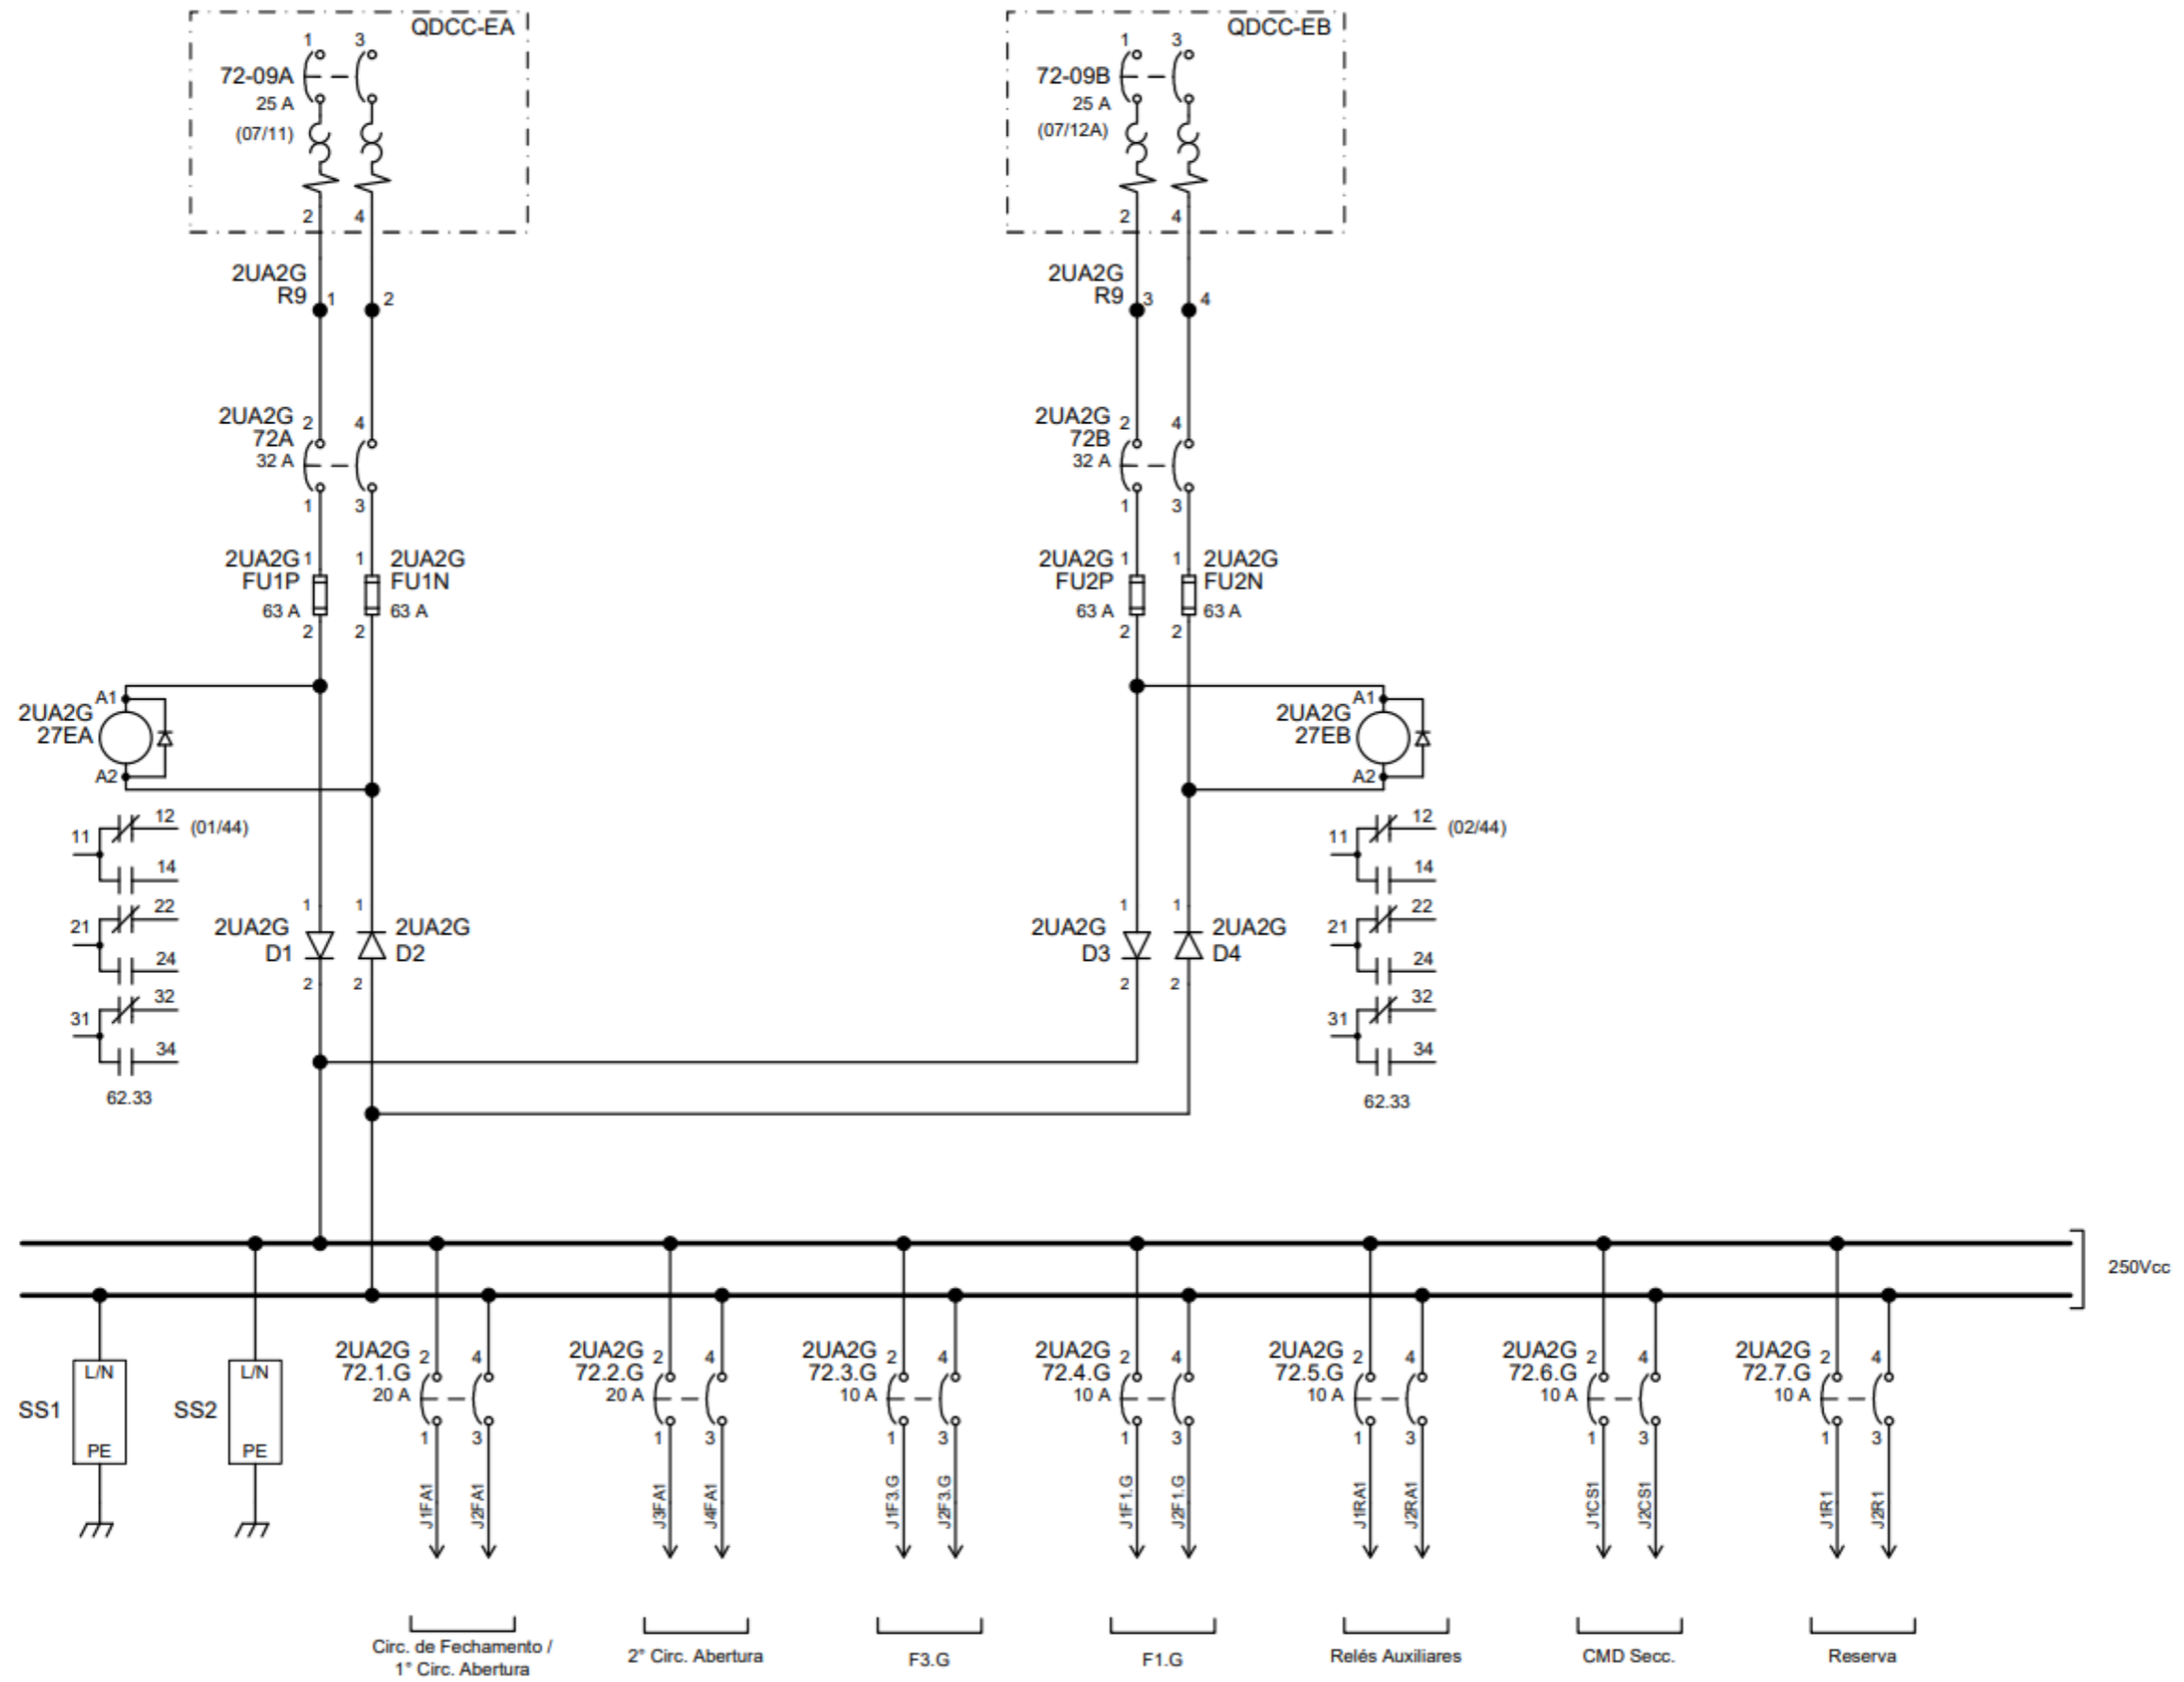 QDCC-EA
1 3
72-09A
25 A
(07/11)
2 4
QDCC-EB
1 3
72-09B
25 A
(07/12A)
2 4
2UA2G
R9 1 2
2UA2G
R9 3 4
2UA2G 2 4
72A
32 A
1 3
2UA2G 2 4
72B
32 A
1 3
2UA2G 1 1 2UA2G
FU1P FU1N
63 A 63 A
2 2
2UA2G 1 1 2UA2G
FU2P FU2N
63 A 63 A
2 2
A1
2UA2G
27EA
A2
A1
2UA2G
27EB
A2
12 (01/44)
11
14
22
21
24
32
31
34
62.33
1 1
2UA2G 2UA2G
D1 D2
2 2
1 1
2UA2G 2UA2G
D3 D4
2 2
12 (02/44)
11
14
22
21
24
32
31
34
62.33
250Vcc
L/N
SS1
PE
L/N
SS2
PE
2UA2G 2 4
72.1.G
20 A
1 3
J1FA1 J2FA1
Circ. de Fechamento /
1° Circ. Abertura
2UA2G 2 4
72.2.G
20 A
1 3
J3FA1 J4FA1
2° Circ. Abertura
2UA2G 2 4
72.3.G
10 A
1 3
J1F3.G J2F3.G
F3.G
2UA2G 2 4
72.4.G
10 A
1 3
J1F1.G J2F1.G
F1.G
2UA2G 2 4
72.5.G
10 A
1 3
J1RA1 J2RA1
Relés Auxiliares
2UA2G 2 4
72.6.G
10 A
1 3
J1CS1 J2CS1
CMD Secc.
2UA2G 2 4
72.7.G
10 A
1 3
J1R1 J2R1
Reserva